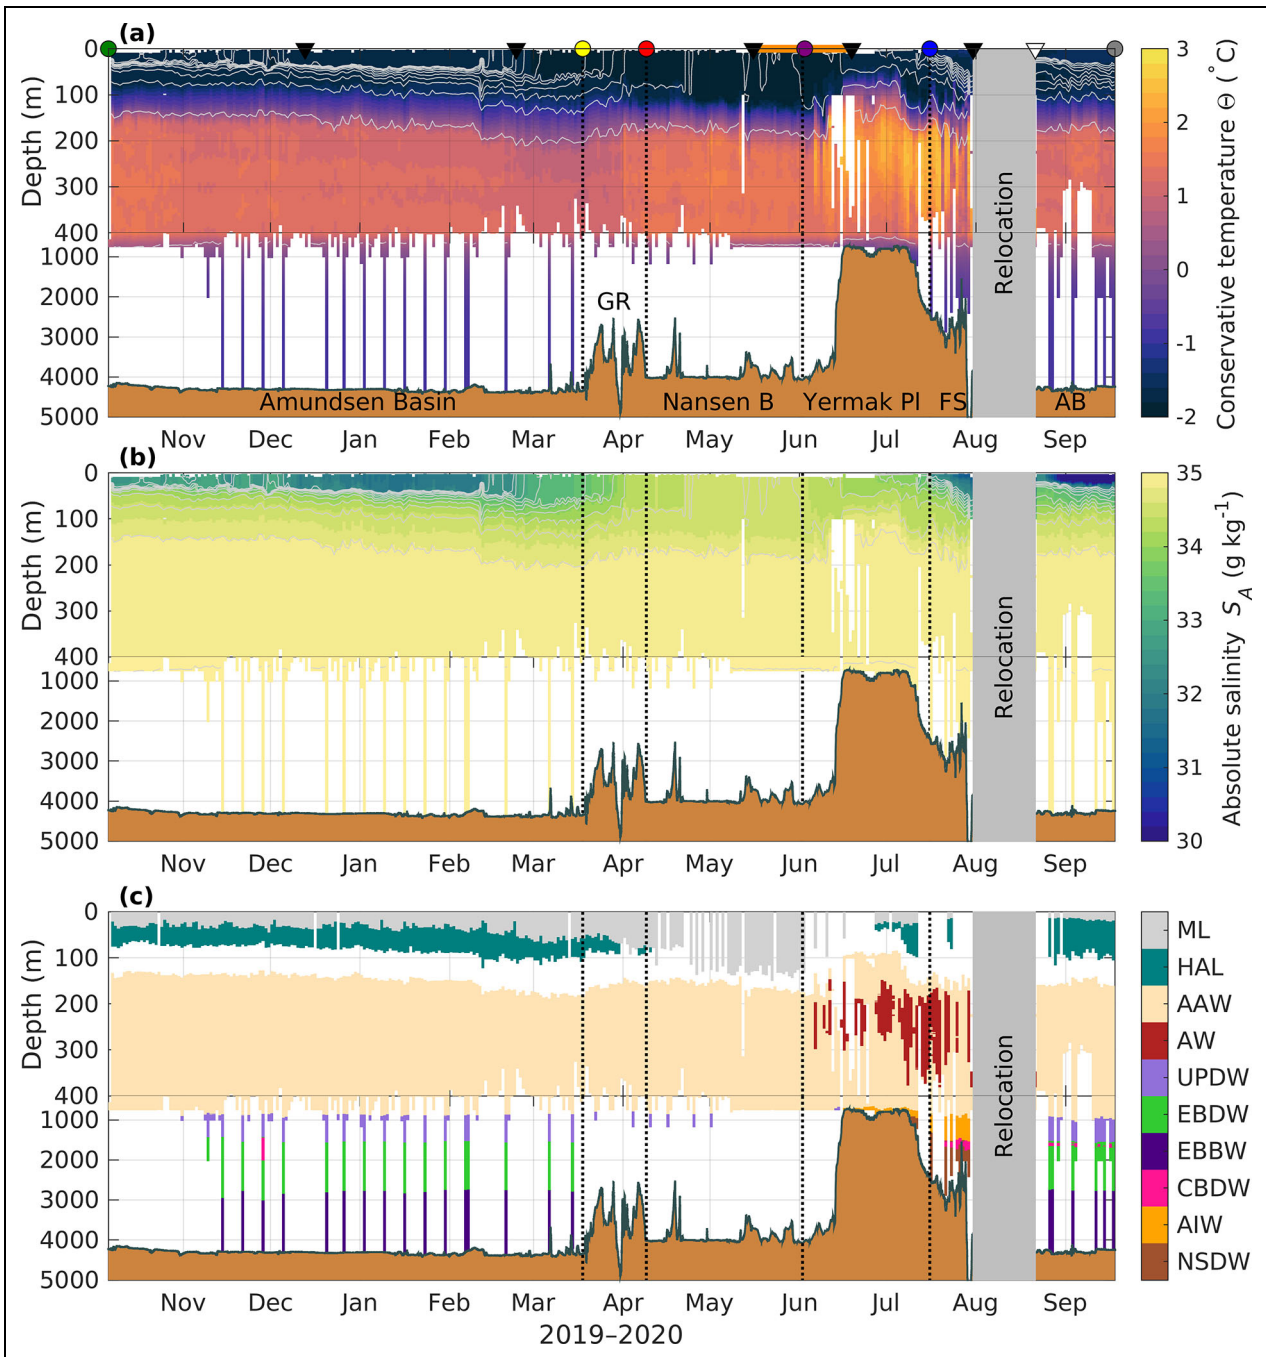 (a)
0
100
200
300
400
1000
2000
3000
4000
5000
Depth (m)
GR
Amundsen Basin
Nansen B
Yermak Pl
FS
AB
Relocation
Nov Dec Jan Feb Mar Apr May Jun Jul Aug Sep
3
2
1
0
-1
-2
Conservative temperature Θ (°C)
(b)
0
100
200
300
400
1000
2000
3000
4000
5000
Depth (m)
Relocation
Nov Dec Jan Feb Mar Apr May Jun Jul Aug Sep
35
34
33
32
31
30
Absolute salinity S_A (g kg⁻¹)
(c)
0
100
200
300
400
1000
2000
3000
4000
5000
Depth (m)
Relocation
Nov Dec Jan Feb Mar Apr May Jun Jul Aug Sep
2019–2020
ML
HAL
AAW
AW
UPDW
EBDW
EBBW
CBDW
AIW
NSDW